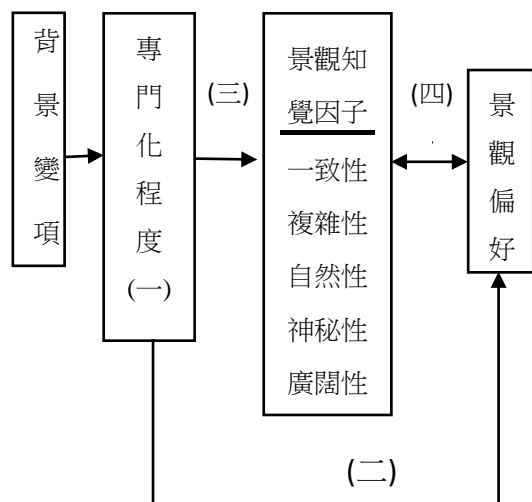 背景變項
專門化程度(一)
(三)
景觀知
覺因子
一致性
複雜性
自然性
神秘性
廣闊性
(四)
景觀偏好
(二)